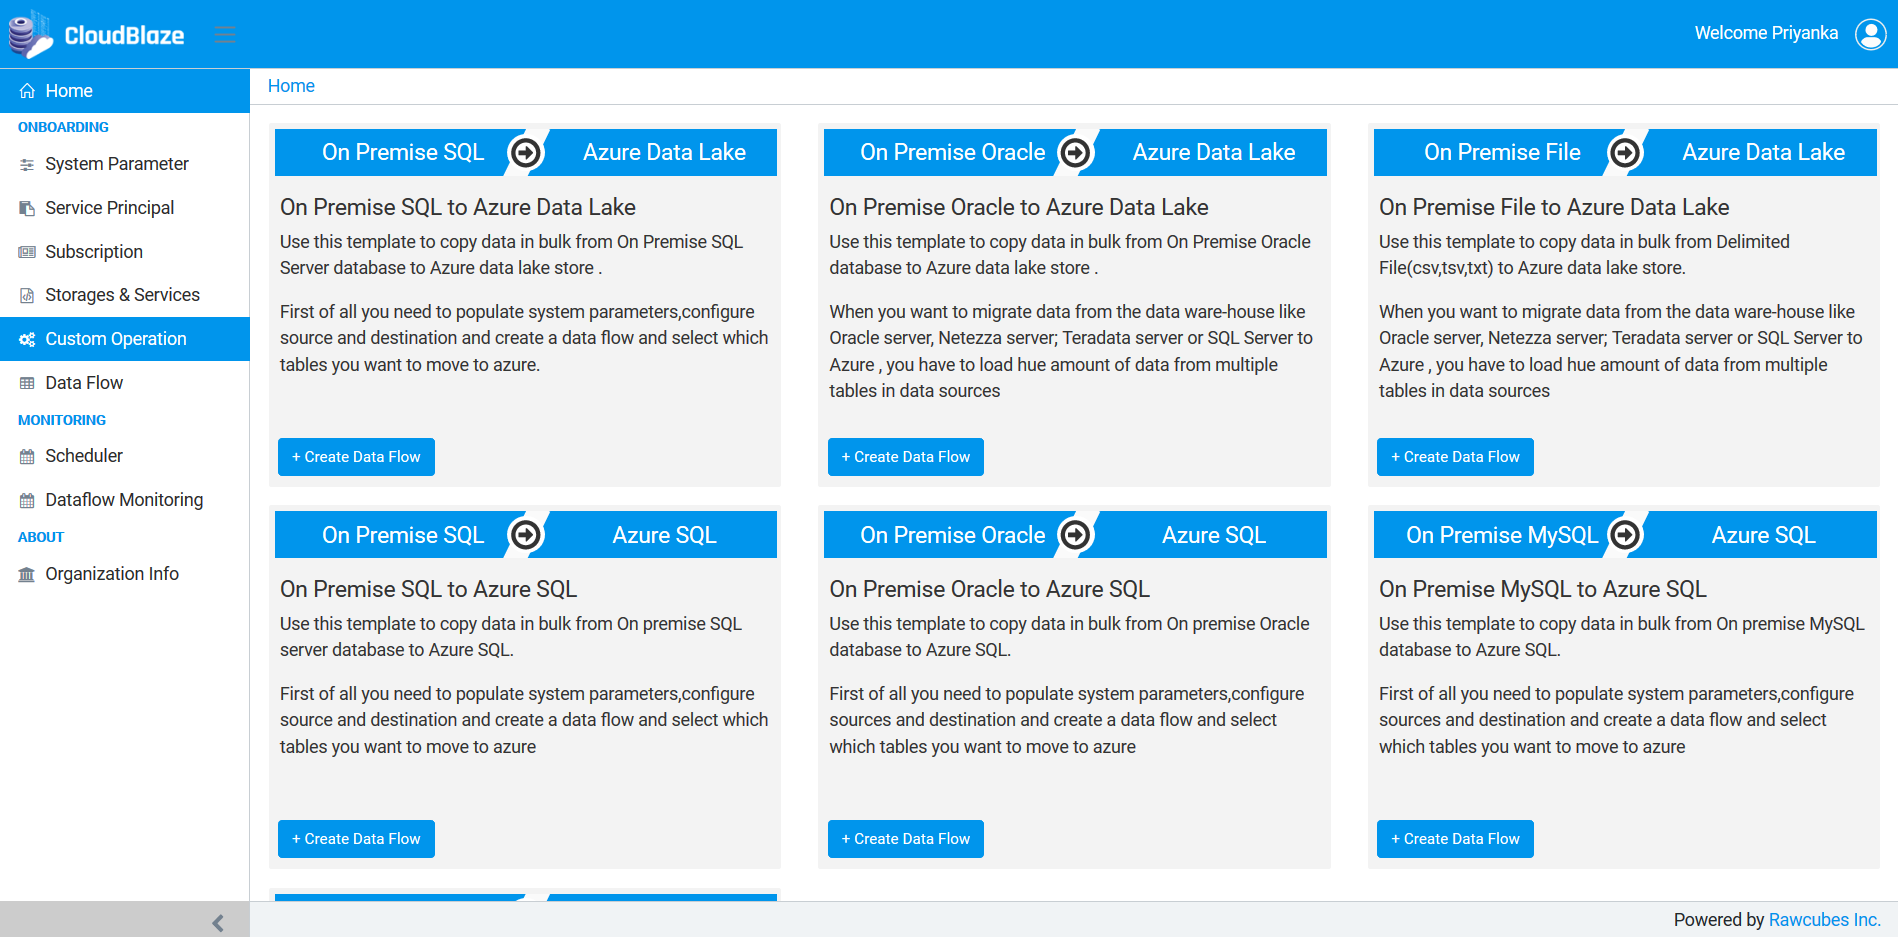 CloudBlaze
Welcome Priyanka
Home
ONBOARDING
System Parameter
Service Principal
Subscription
Storages & Services
Custom Operation
Data Flow
MONITORING
Scheduler
Dataflow Monitoring
ABOUT
Organization Info
Home
On Premise SQL
Azure Data Lake
On Premise SQL to Azure Data Lake
Use this template to copy data in bulk from On Premise SQL
Server database to Azure data lake store .
First of all you need to populate system parameters,configure
source and destination and create a data flow and select which
tables you want to move to azure.
+ Create Data Flow
On Premise Oracle
Azure Data Lake
On Premise Oracle to Azure Data Lake
Use this template to copy data in bulk from On Premise Oracle
database to Azure data lake store .
When you want to migrate data from the data ware-house like
Oracle server, Netezza server; Teradata server or SQL Server to
Azure , you have to load hue amount of data from multiple
tables in data sources
+ Create Data Flow
On Premise File
Azure Data Lake
On Premise File to Azure Data Lake
Use this template to copy data in bulk from Delimited
File(csv,tsv,txt) to Azure data lake store.
When you want to migrate data from the data ware-house like
Oracle server, Netezza server; Teradata server or SQL Server to
Azure , you have to load hue amount of data from multiple
tables in data sources
+ Create Data Flow
On Premise SQL
Azure SQL
On Premise SQL to Azure SQL
Use this template to copy data in bulk from On premise SQL
server database to Azure SQL.
First of all you need to populate system parameters,configure
source and destination and create a data flow and select which
tables you want to move to azure
+ Create Data Flow
On Premise Oracle
Azure SQL
On Premise Oracle to Azure SQL
Use this template to copy data in bulk from On premise Oracle
database to Azure SQL.
First of all you need to populate system parameters,configure
sources and destination and create a data flow and select
which tables you want to move to azure
+ Create Data Flow
On Premise MySQL
Azure SQL
On Premise MySQL to Azure SQL
Use this template to copy data in bulk from On premise MySQL
database to Azure SQL.
First of all you need to populate system parameters,configure
sources and destination and create a data flow and select
which tables you want to move to azure
+ Create Data Flow
Powered by Rawcubes Inc.